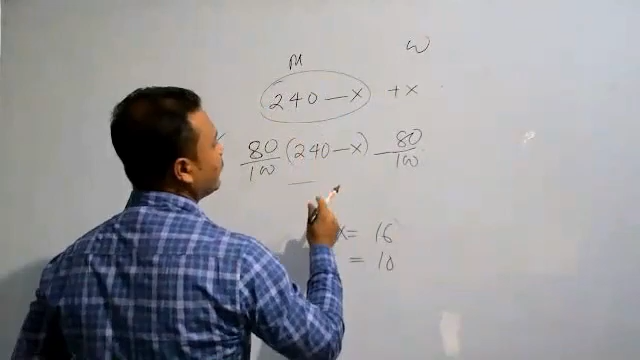 M W
240 — x + x
80/100 (240 — x) — 80/100
x = 16
= 10